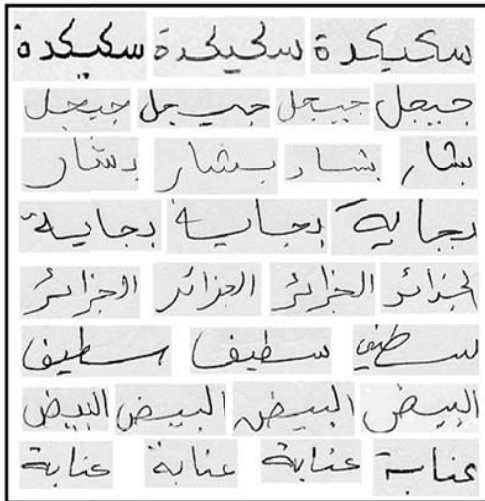 سكيكدة سكيكدة سكيكدة
جيجل جيجل جيجل جيجل
بشار بشار بشار بشار
بجاية بجاية بجاية
الجزائر الجزائر الجزائر الجزائر
سطيف سطيف سطيف
البيض البيض البيض البيض
عنابة عنابة عنابة عنابة